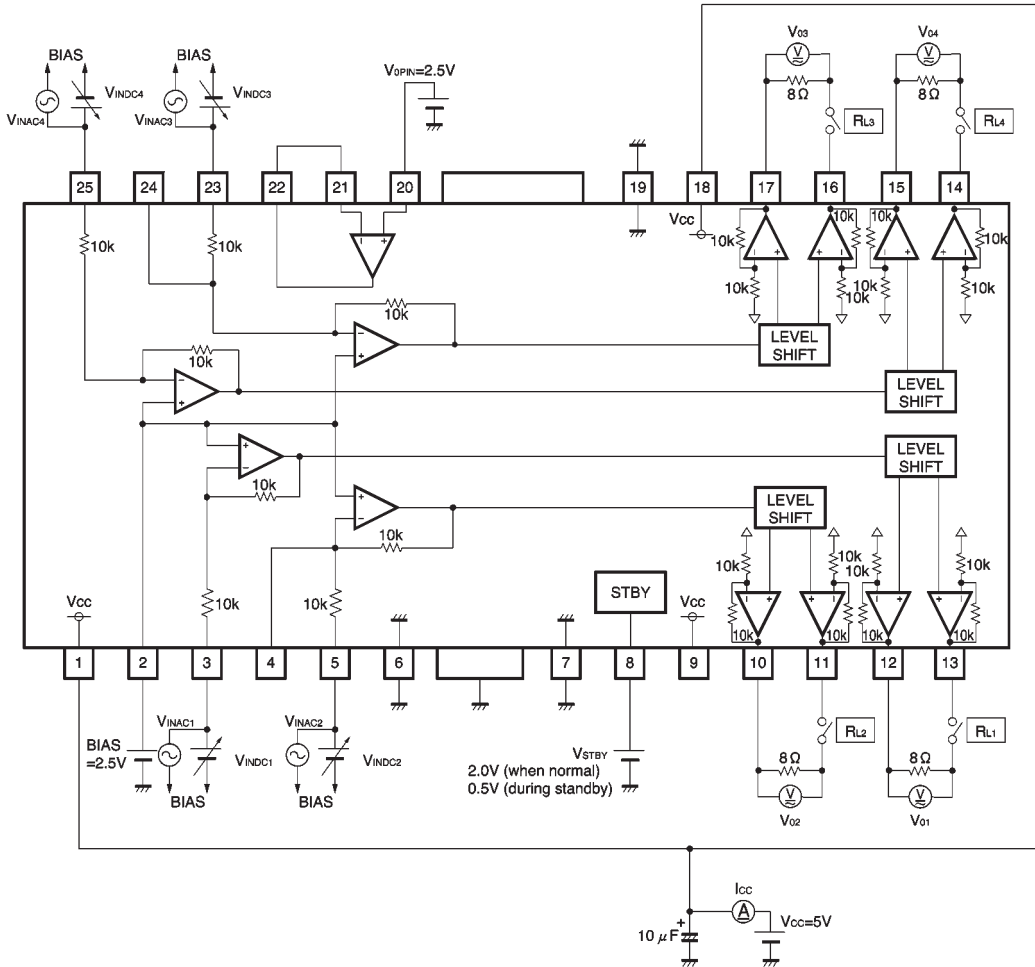 V03
V04
BIAS
BIAS
VINDC4
VINDC3
VINAC4
VINAC3
V0PIN=2.5V
8Ω
8Ω
RL3
RL4
25
24
23
22
21
20
19
18
17
16
15
14
Vcc
10k
10k
10k
10k
10k
10k
10k
10k
10k
10k
10k
10k
LEVEL
SHIFT
LEVEL
SHIFT
LEVEL
SHIFT
LEVEL
SHIFT
10k
10k
10k
10k
10k
10k
10k
10k
10k
10k
10k
10k
STBY
Vcc
Vcc
1
2
3
4
5
6
7
8
9
10
11
12
13
BIAS
=2.5V
VINAC1
VINDC1
BIAS
VINAC2
VINDC2
BIAS
VSTBY
2.0V (when normal)
0.5V (during standby)
RL2
RL1
8Ω
8Ω
V
V
V
V
V02
V01
Icc
A
Vcc=5V
+
10 μF